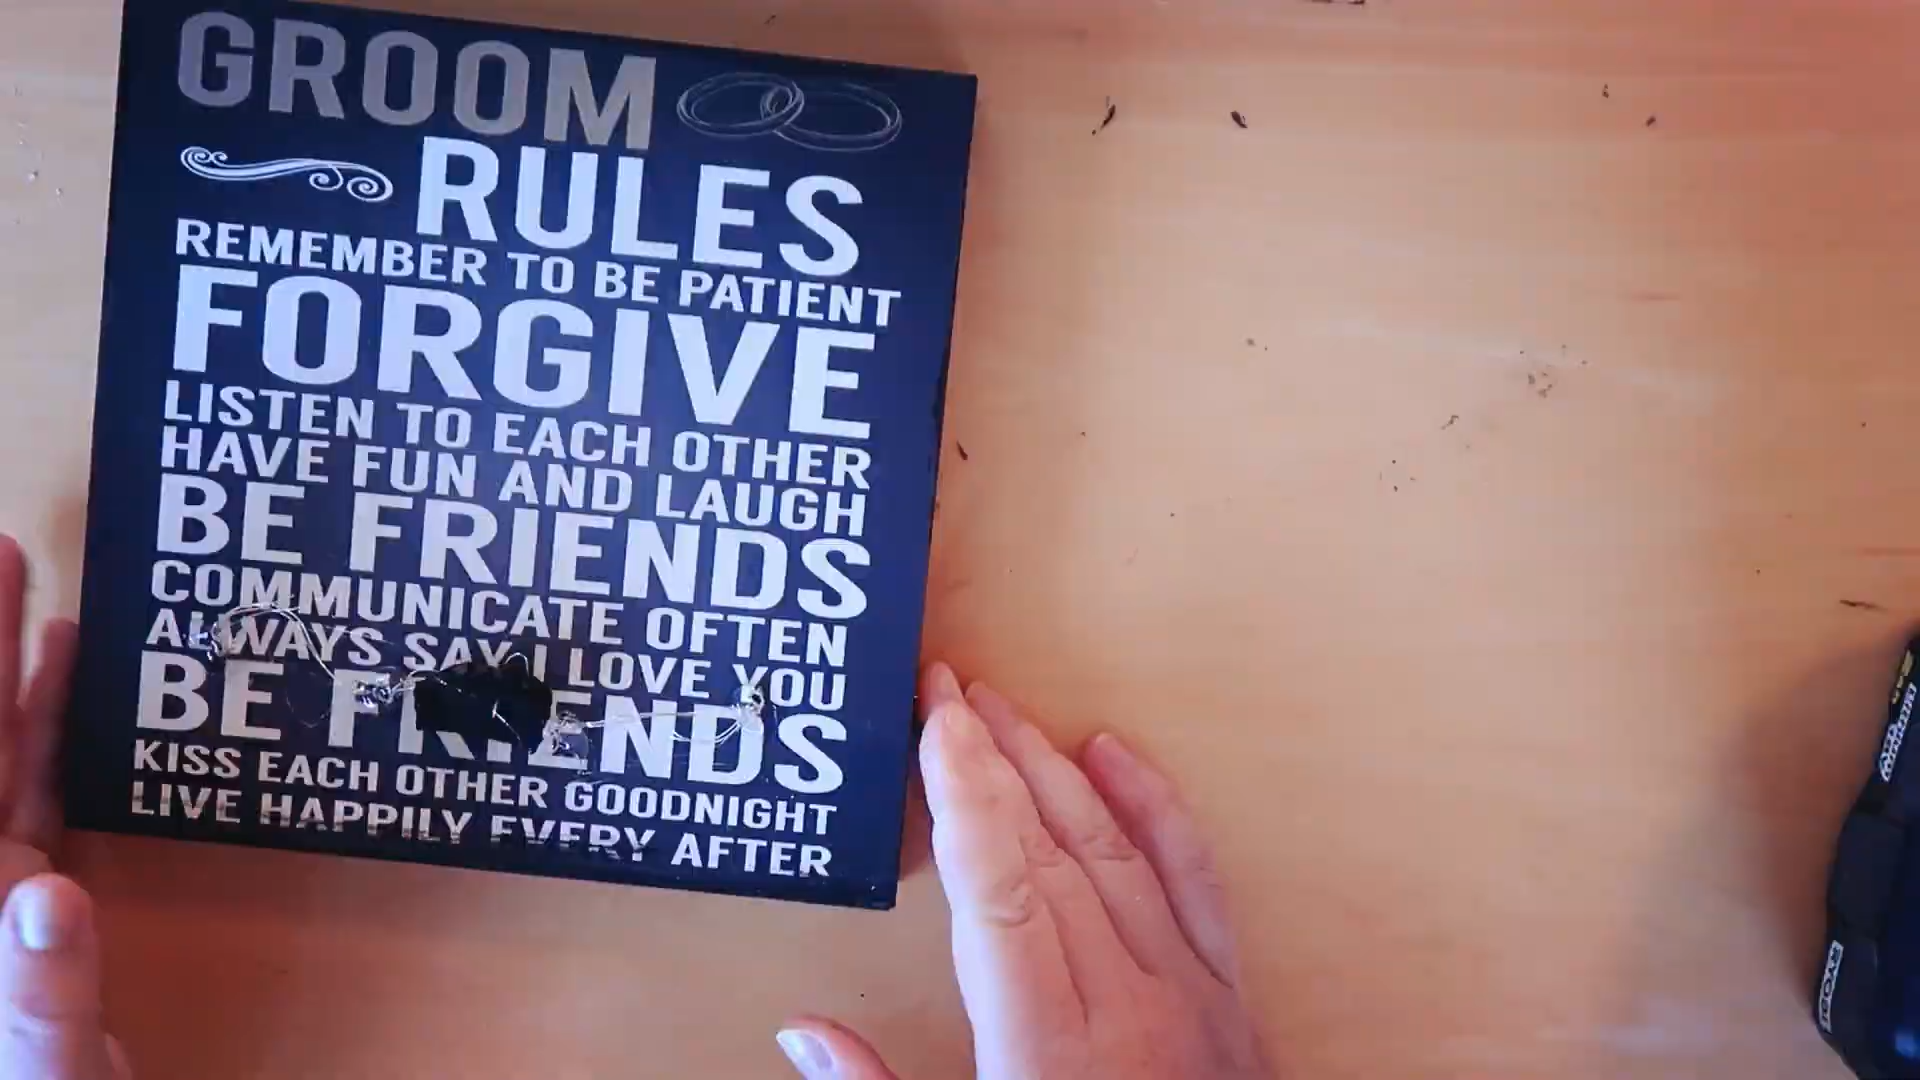 GROOM
RULES
REMEMBER TO BE PATIENT
FORGIVE
LISTEN TO EACH OTHER
HAVE FUN AND LAUGH
BE FRIENDS
COMMUNICATE OFTEN
ALWAYS SAY I LOVE YOU
BE FRIENDS
KISS EACH OTHER GOODNIGHT
LIVE HAPPILY EVERY AFTER
RYOBI